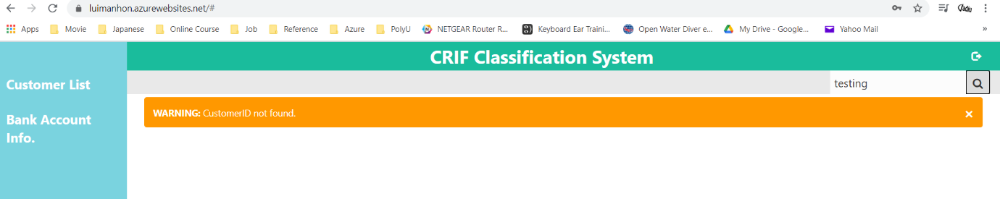 luimanhon.azurewebsites.net/#
Apps Movie Japanese Online Course Job Reference Azure PolyU NETGEAR Router R... Keyboard Ear Traini... Open Water Diver e... My Drive - Google... Yahoo Mail »
CRIF Classification System
Customer List
testing
WARNING: CustomerID not found. ×
Bank Account
Info.